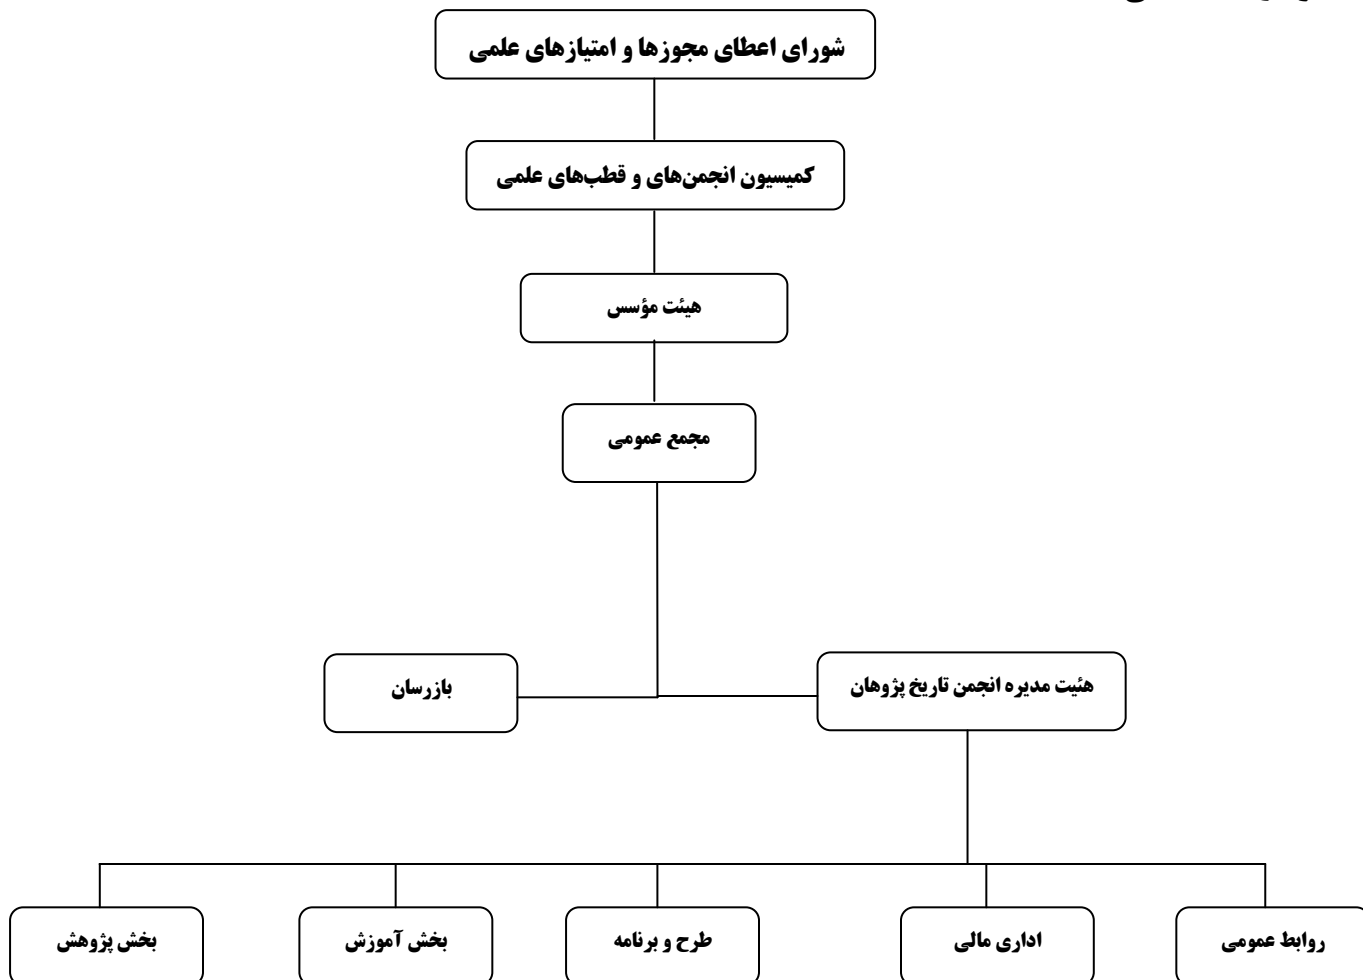 شورای اعطای مجوزها و امتیازهای علمی
کمیسیون انجمن‌های و قطب‌های علمی
هیئت مؤسس
مجمع عمومی
هئیت مدیره انجمن تاریخ پژوهان
بازرسان
روابط عمومی
اداری مالی
طرح و برنامه
بخش آموزش
بخش پژوهش